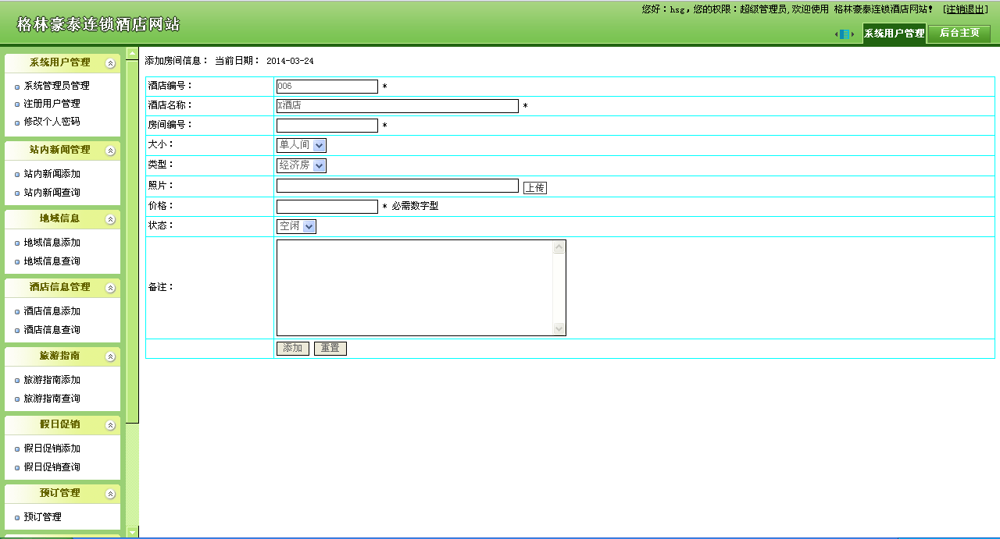 您好：hsg，您的权限：超级管理员,欢迎使用 格林豪泰连锁酒店网站！ [注销退出]
格林豪泰连锁酒店网站
系统用户管理 后台主页
系统用户管理
系统管理员管理
注册用户管理
修改个人密码
站内新闻管理
站内新闻添加
站内新闻查询
地域信息
地域信息添加
地域信息查询
酒店信息管理
酒店信息添加
酒店信息查询
旅游指南
旅游指南添加
旅游指南查询
假日促销
假日促销添加
假日促销查询
预订管理
预订管理
添加房间信息： 当前日期： 2014-03-24
酒店编号： 006 *
酒店名称： X酒店 *
房间编号： *
大小： 单人间
类型： 经济房
照片： 上传
价格： * 必需数字型
状态： 空闲
备注：
添加 重置